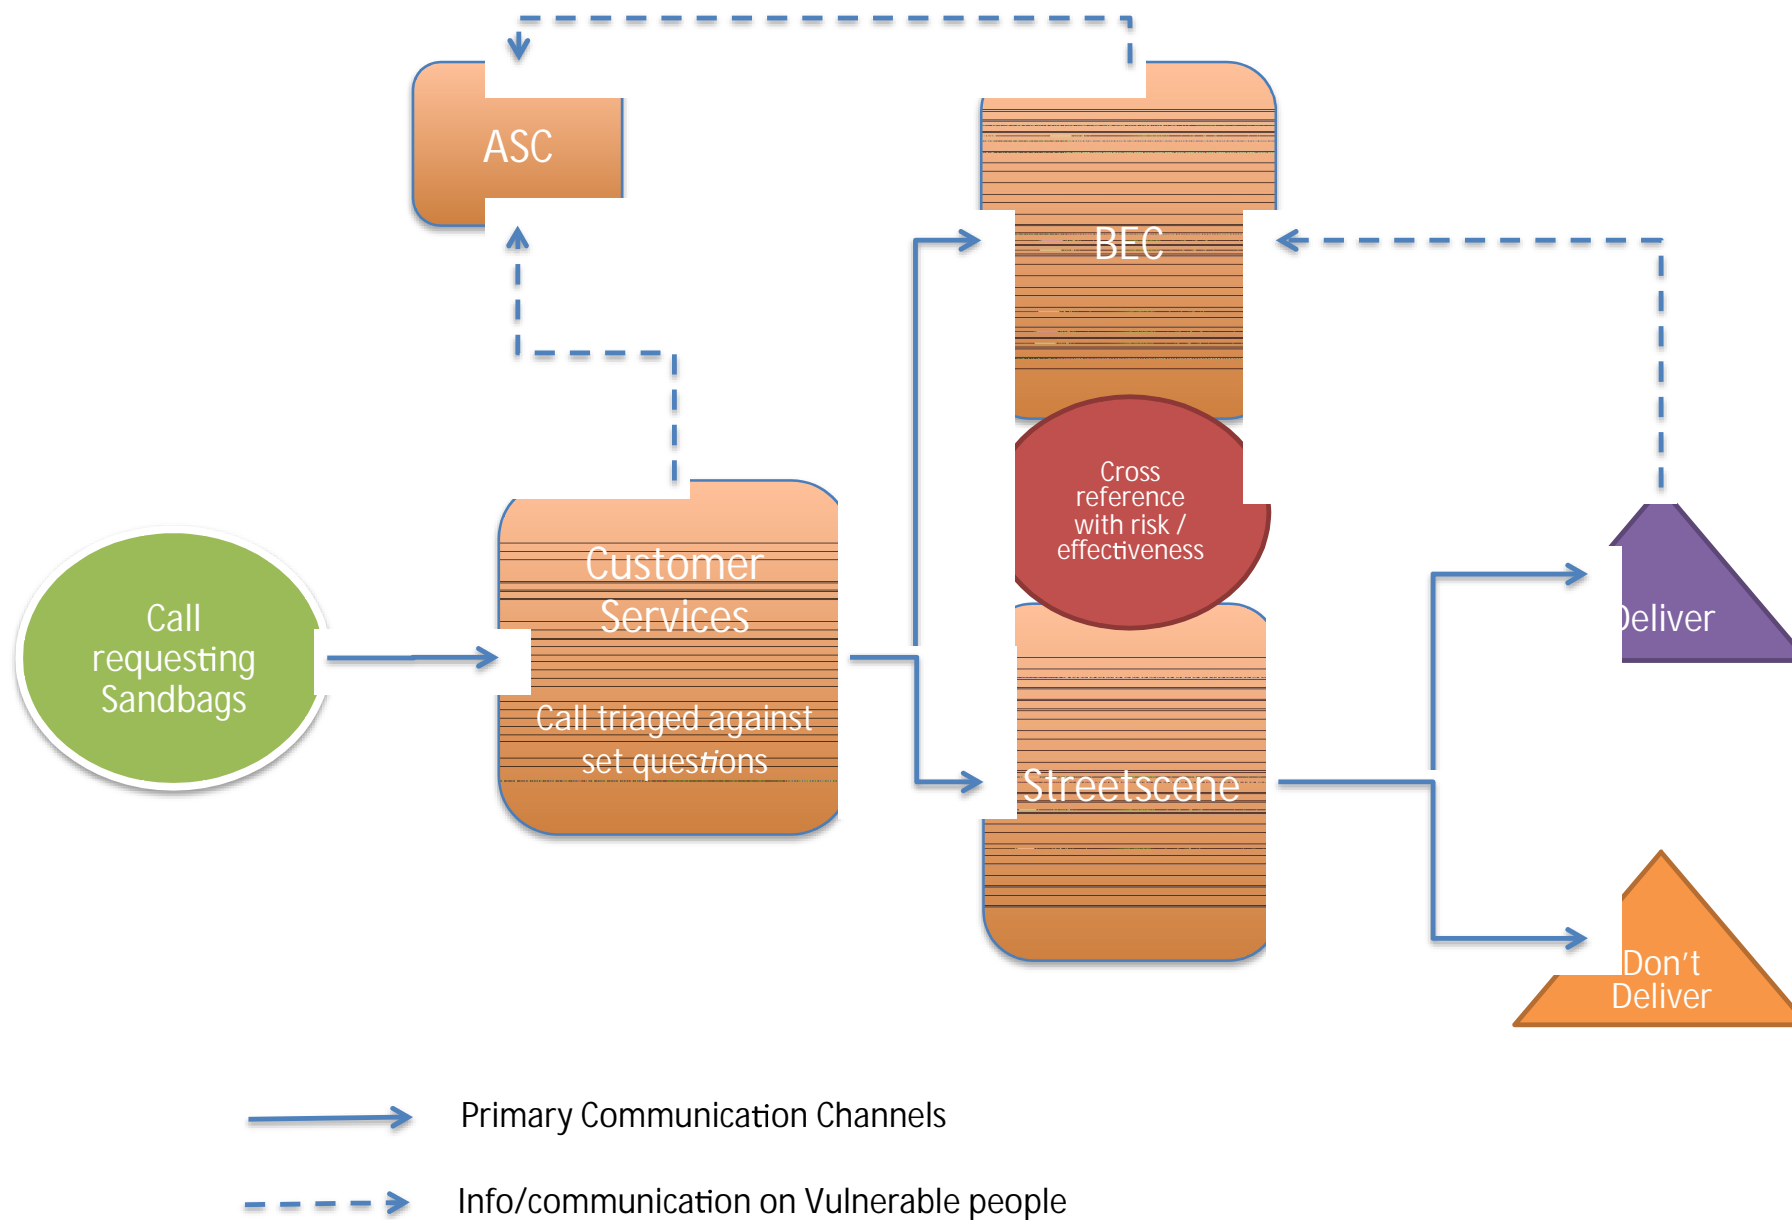 ASC
BEC
Cross
reference
with risk /
effectiveness
Customer
Services
Call triaged against
set questions
Call
requesting
Sandbags
Deliver
Streetscene
Don't
Deliver
Primary Communication Channels
Info/communication on Vulnerable people